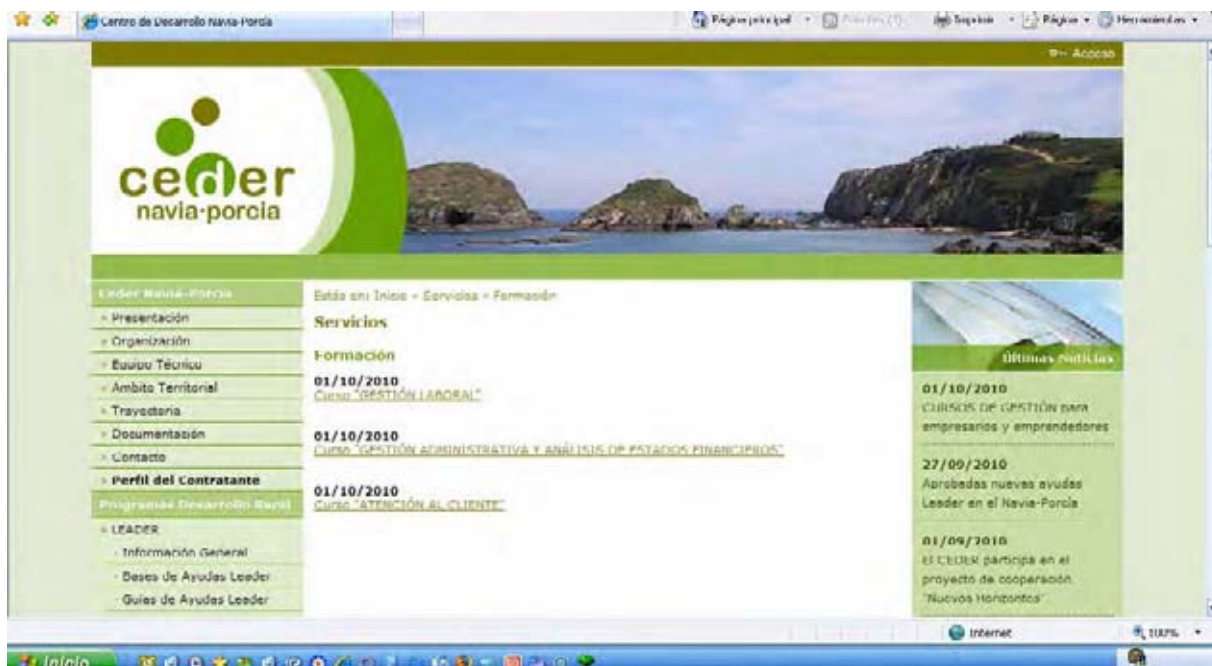 Centro de Desarrollo Navia-Porcia
Página principal
Imprimir
Página
Herramientas
Acceso
ceder
navia·porcia
Ceder Navia-Porcia
Presentación
Organización
Equipo Técnico
Ambito Territorial
Trayectoria
Documentación
Contacto
Perfil del Contratante
Programas Desarrollo Rural
LEADER
Información General
Bases de Ayudas Leader
Guías de Ayudas Leader
Estás en: Inicio » Servicios » Formación
Servicios
Formación
01/10/2010
Curso "GESTIÓN LABORAL"
01/10/2010
Curso "GESTIÓN ADMINISTRATIVA Y ANÁLISIS DE ESTADOS FINANCIEROS"
01/10/2010
Curso "ATENCIÓN AL CLIENTE"
Últimas Noticias
01/10/2010
CURSOS DE GESTIÓN para
empresarios y emprendedores
27/09/2010
Aprobadas nuevas ayudas
Leader en el Navia-Porcia
01/09/2010
El CEDER participa en el
proyecto de cooperación
"Nuevos Horizontes"
Internet
100%
Inicio